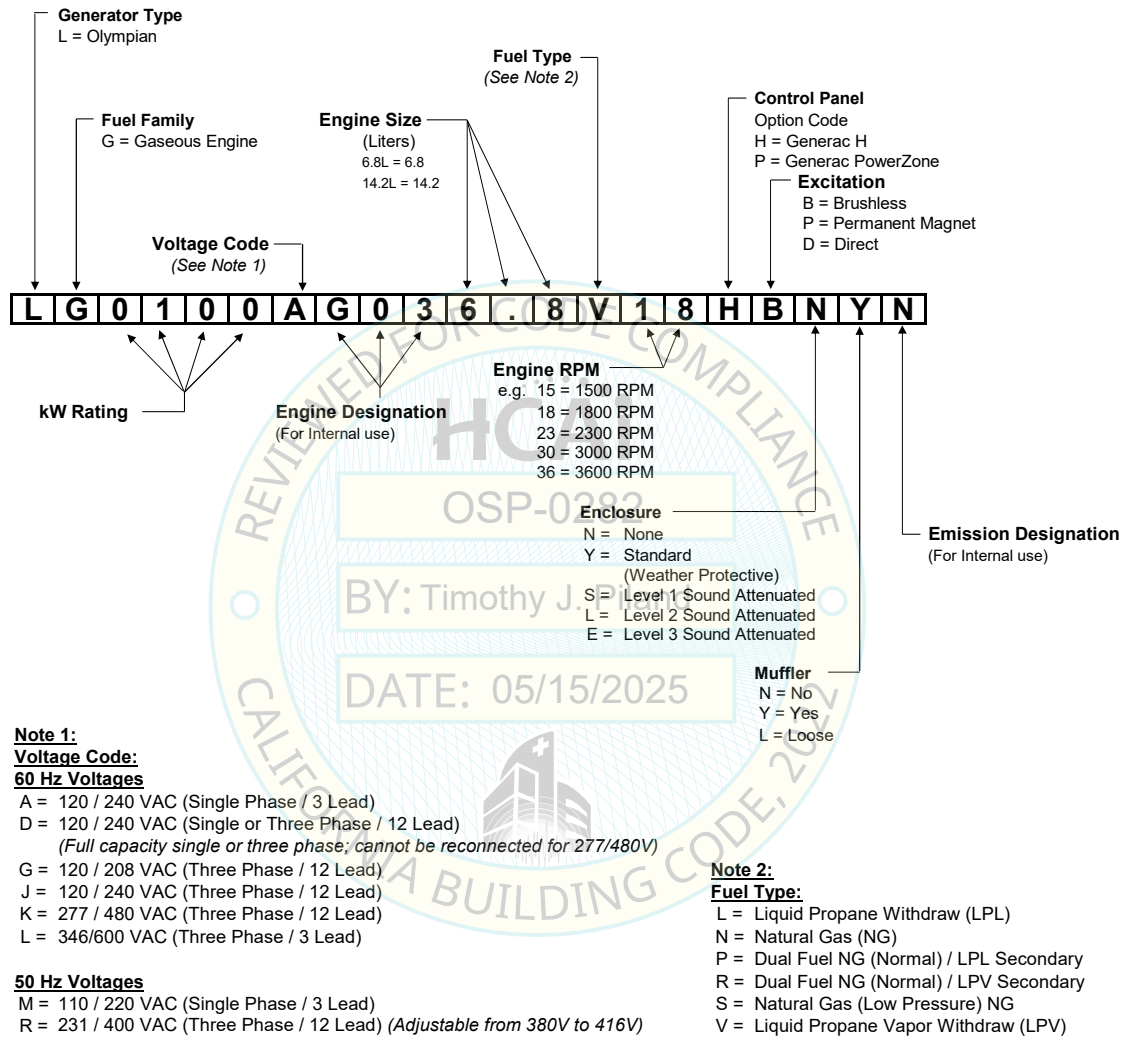 Generator Type
L = Olympian
Fuel Type
(See Note 2)
Control Panel
Option Code
H = Generac H
P = Generac PowerZone
Fuel Family
G = Gaseous Engine
Engine Size
(Liters)
6.8L = 6.8
14.2L = 14.2
Excitation
B = Brushless
P = Permanent Magnet
D = Direct
Voltage Code
(See Note 1)
L G 0 1 0 0 A G 0 3 6 . 8 V 1 8 H B N Y N
kW Rating
Engine Designation
(For Internal use)
Engine RPM
e.g. 15 = 1500 RPM
18 = 1800 RPM
23 = 2300 RPM
30 = 3000 RPM
36 = 3600 RPM
Enclosure
N = None
Y = Standard
(Weather Protective)
S = Level 1 Sound Attenuated
L = Level 2 Sound Attenuated
E = Level 3 Sound Attenuated
Emission Designation
(For Internal use)
Muffler
N = No
Y = Yes
L = Loose
REVIEWED FOR CODE COMPLIANCE
HCAI
OSP-0282
BY: Timothy J. Piland
DATE: 05/15/2025
CALIFORNIA BUILDING CODE, 2022
Note 1:
Voltage Code:
60 Hz Voltages
A = 120 / 240 VAC (Single Phase / 3 Lead)
D = 120 / 240 VAC (Single or Three Phase / 12 Lead)
(Full capacity single or three phase; cannot be reconnected for 277/480V)
G = 120 / 208 VAC (Three Phase / 12 Lead)
J = 120 / 240 VAC (Three Phase / 12 Lead)
K = 277 / 480 VAC (Three Phase / 12 Lead)
L = 346/600 VAC (Three Phase / 3 Lead)
50 Hz Voltages
M = 110 / 220 VAC (Single Phase / 3 Lead)
R = 231 / 400 VAC (Three Phase / 12 Lead) (Adjustable from 380V to 416V)
Note 2:
Fuel Type:
L = Liquid Propane Withdraw (LPL)
N = Natural Gas (NG)
P = Dual Fuel NG (Normal) / LPL Secondary
R = Dual Fuel NG (Normal) / LPV Secondary
S = Natural Gas (Low Pressure) NG
V = Liquid Propane Vapor Withdraw (LPV)